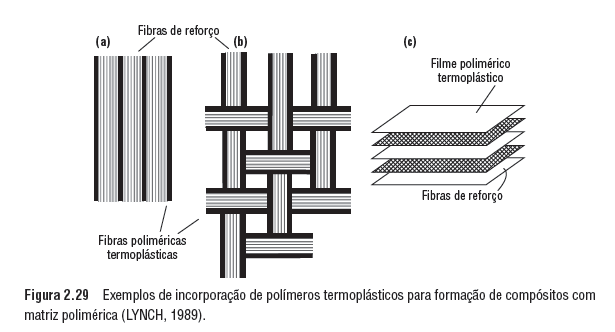 Fibras de reforço
(a)
(b)
(c)
Filme polimérico
termoplástico
Fibras de reforço
Fibras poliméricas
termoplásticas
Figura 2.29 Exemplos de incorporação de polímeros termoplásticos para formação de compósitos com
matriz polimérica (LYNCH, 1989).